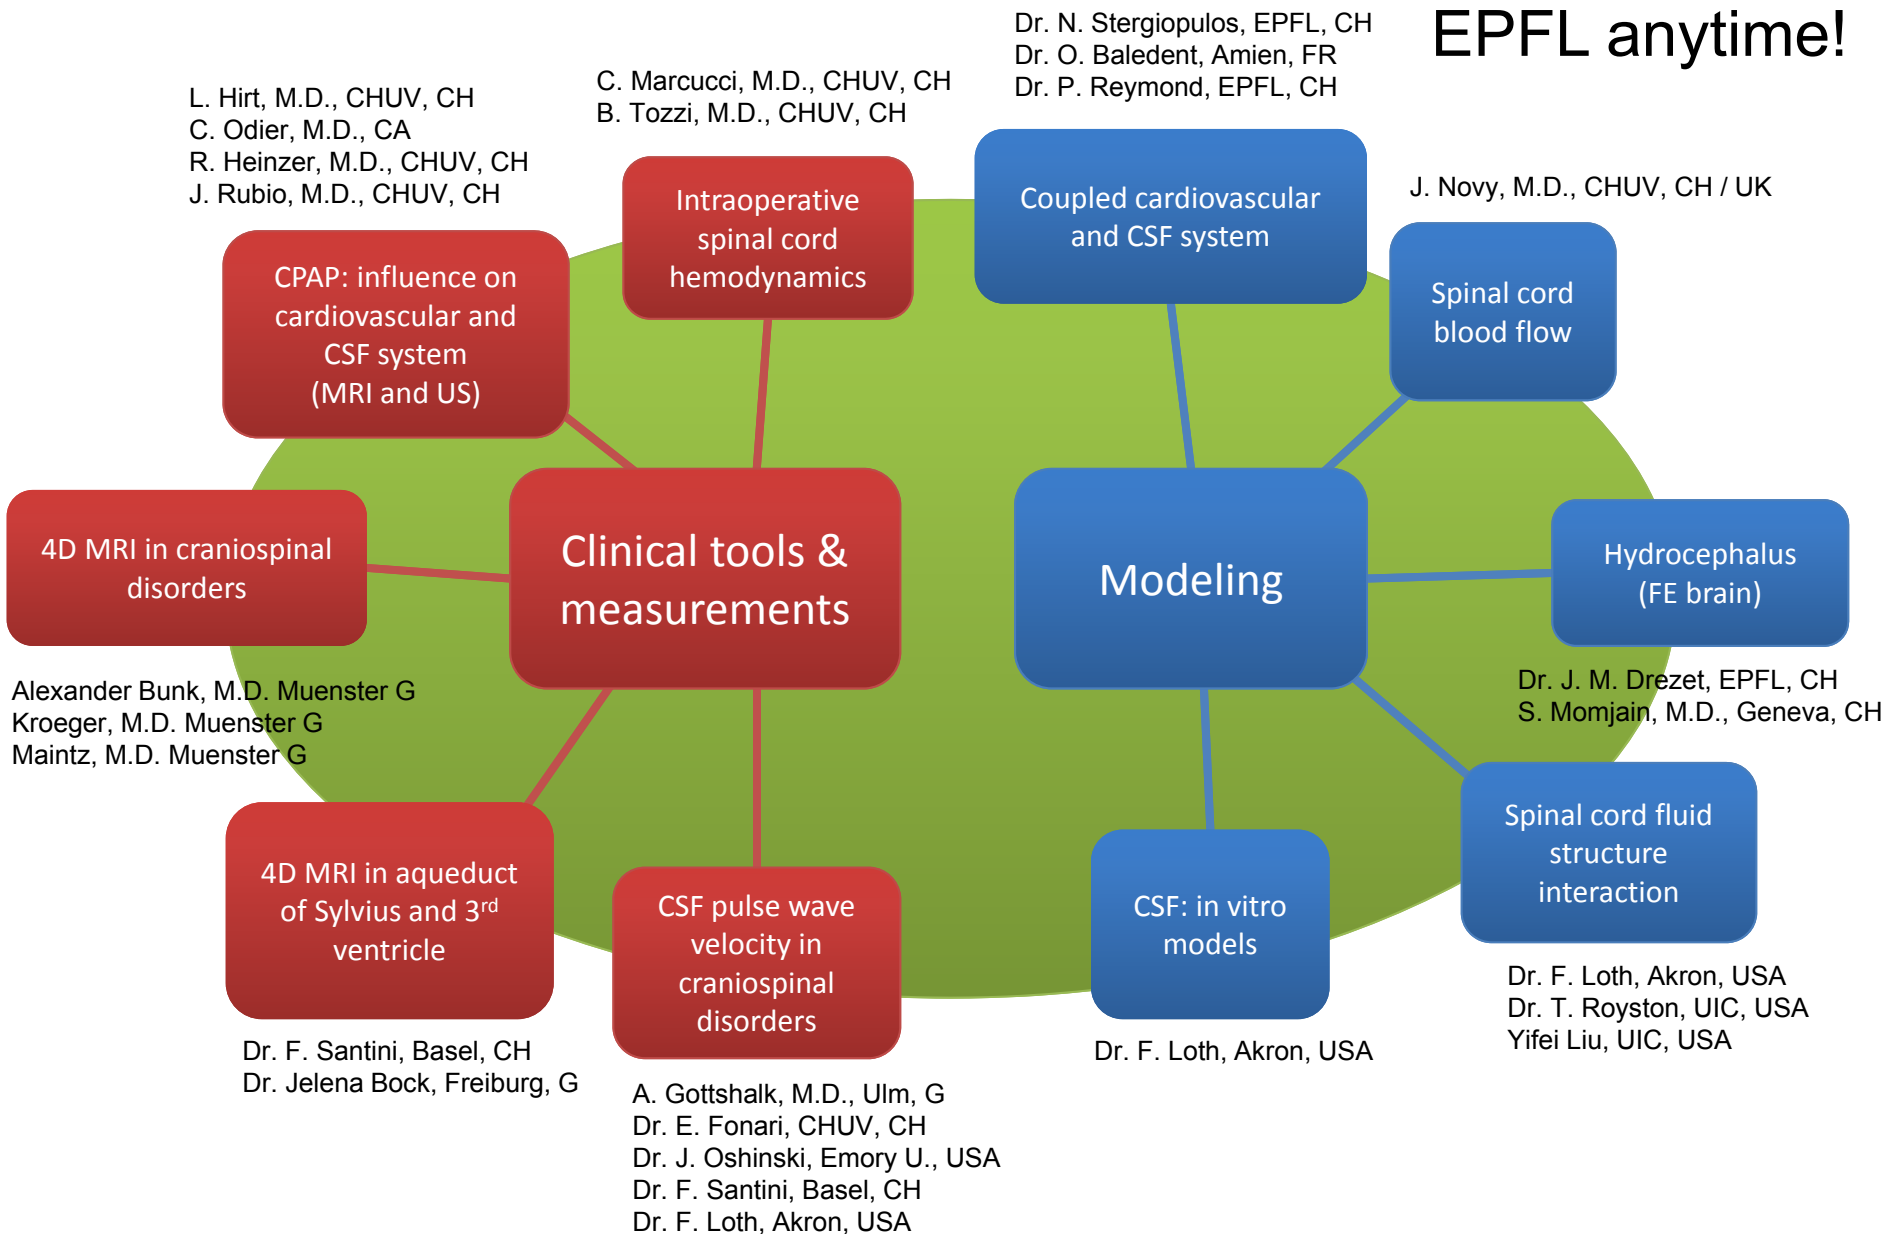 EPFL anytime!
Dr. N. Stergiopulos, EPFL, CH
Dr. O. Baledent, Amien, FR
Dr. P. Reymond, EPFL, CH
C. Marcucci, M.D., CHUV, CH
B. Tozzi, M.D., CHUV, CH
L. Hirt, M.D., CHUV, CH
C. Odier, M.D., CA
R. Heinzer, M.D., CHUV, CH
J. Rubio, M.D., CHUV, CH
J. Novy, M.D., CHUV, CH / UK
CPAP: influence on
cardiovascular and
CSF system
(MRI and US)
Intraoperative
spinal cord
hemodynamics
Coupled cardiovascular
and CSF system
Spinal cord
blood flow
4D MRI in craniospinal
disorders
Clinical tools &
measurements
Modeling
Hydrocephalus
(FE brain)
Alexander Bunk, M.D. Muenster G
Kroeger, M.D. Muenster G
Maintz, M.D. Muenster G
Dr. J. M. Drezet, EPFL, CH
S. Momjain, M.D., Geneva, CH
4D MRI in aqueduct
of Sylvius and 3rd
ventricle
CSF pulse wave
velocity in
craniospinal
disorders
CSF: in vitro
models
Spinal cord fluid
structure
interaction
Dr. F. Santini, Basel, CH
Dr. Jelena Bock, Freiburg, G
A. Gottshalk, M.D., Ulm, G
Dr. E. Fonari, CHUV, CH
Dr. J. Oshinski, Emory U., USA
Dr. F. Santini, Basel, CH
Dr. F. Loth, Akron, USA
Dr. F. Loth, Akron, USA
Dr. F. Loth, Akron, USA
Dr. T. Royston, UIC, USA
Yifei Liu, UIC, USA